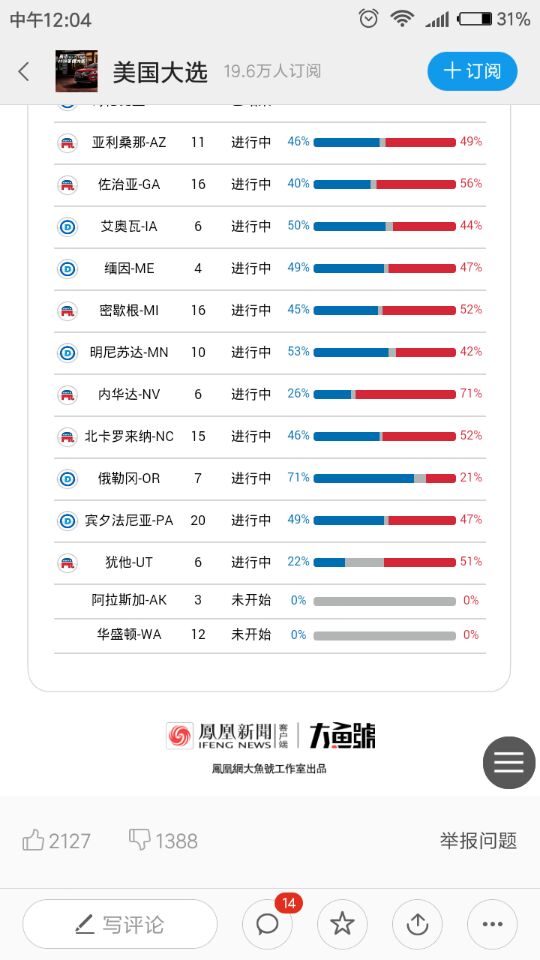 中午12:04
31%
美国大选 19.6万人订阅
订阅
亚利桑那-AZ 11 进行中 46% 49%
佐治亚-GA 16 进行中 40% 56%
艾奥瓦-IA 6 进行中 50% 44%
缅因-ME 4 进行中 49% 47%
密歇根-MI 16 进行中 45% 52%
明尼苏达-MN 10 进行中 53% 42%
内华达-NV 6 进行中 26% 71%
北卡罗来纳-NC 15 进行中 46% 52%
俄勒冈-OR 7 进行中 71% 21%
宾夕法尼亚-PA 20 进行中 49% 47%
犹他-UT 6 进行中 22% 51%
阿拉斯加-AK 3 未开始 0% 0%
华盛顿-WA 12 未开始 0% 0%
鳳凰新聞 客户端 大魚號
IFENG NEWS
鳳凰網大魚號工作室出品
2127 1388 举报问题
写评论 14